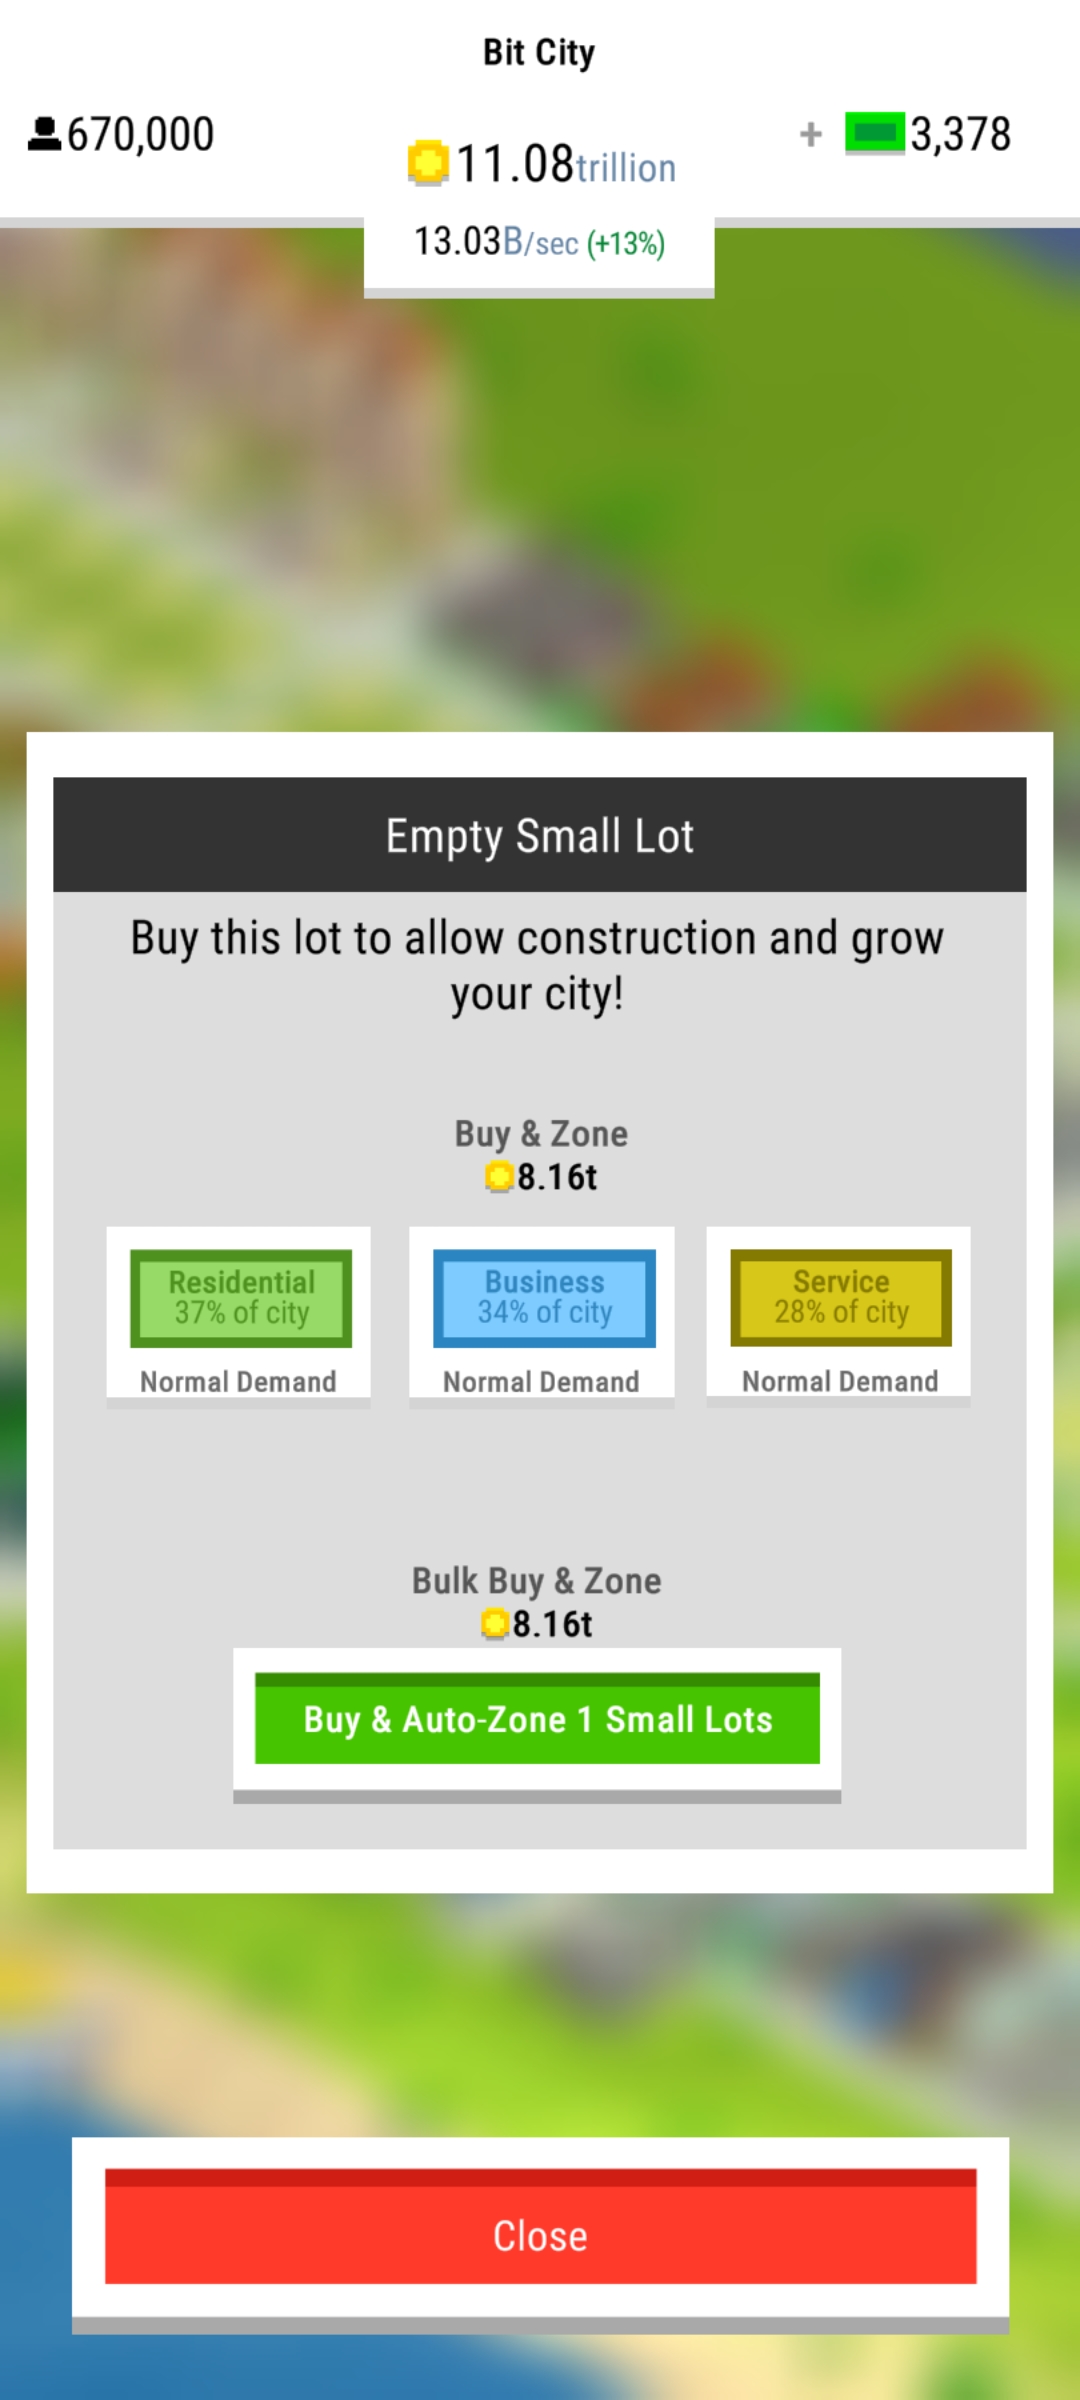 Bit City
670,000
11.08trillion
+ 3,378
13.03B/sec (+13%)
Empty Small Lot
Buy this lot to allow construction and grow
your city!
Buy & Zone
8.16t
Residential
37% of city
Normal Demand
Business
34% of city
Normal Demand
Service
28% of city
Normal Demand
Bulk Buy & Zone
8.16t
Buy & Auto-Zone 1 Small Lots
Close